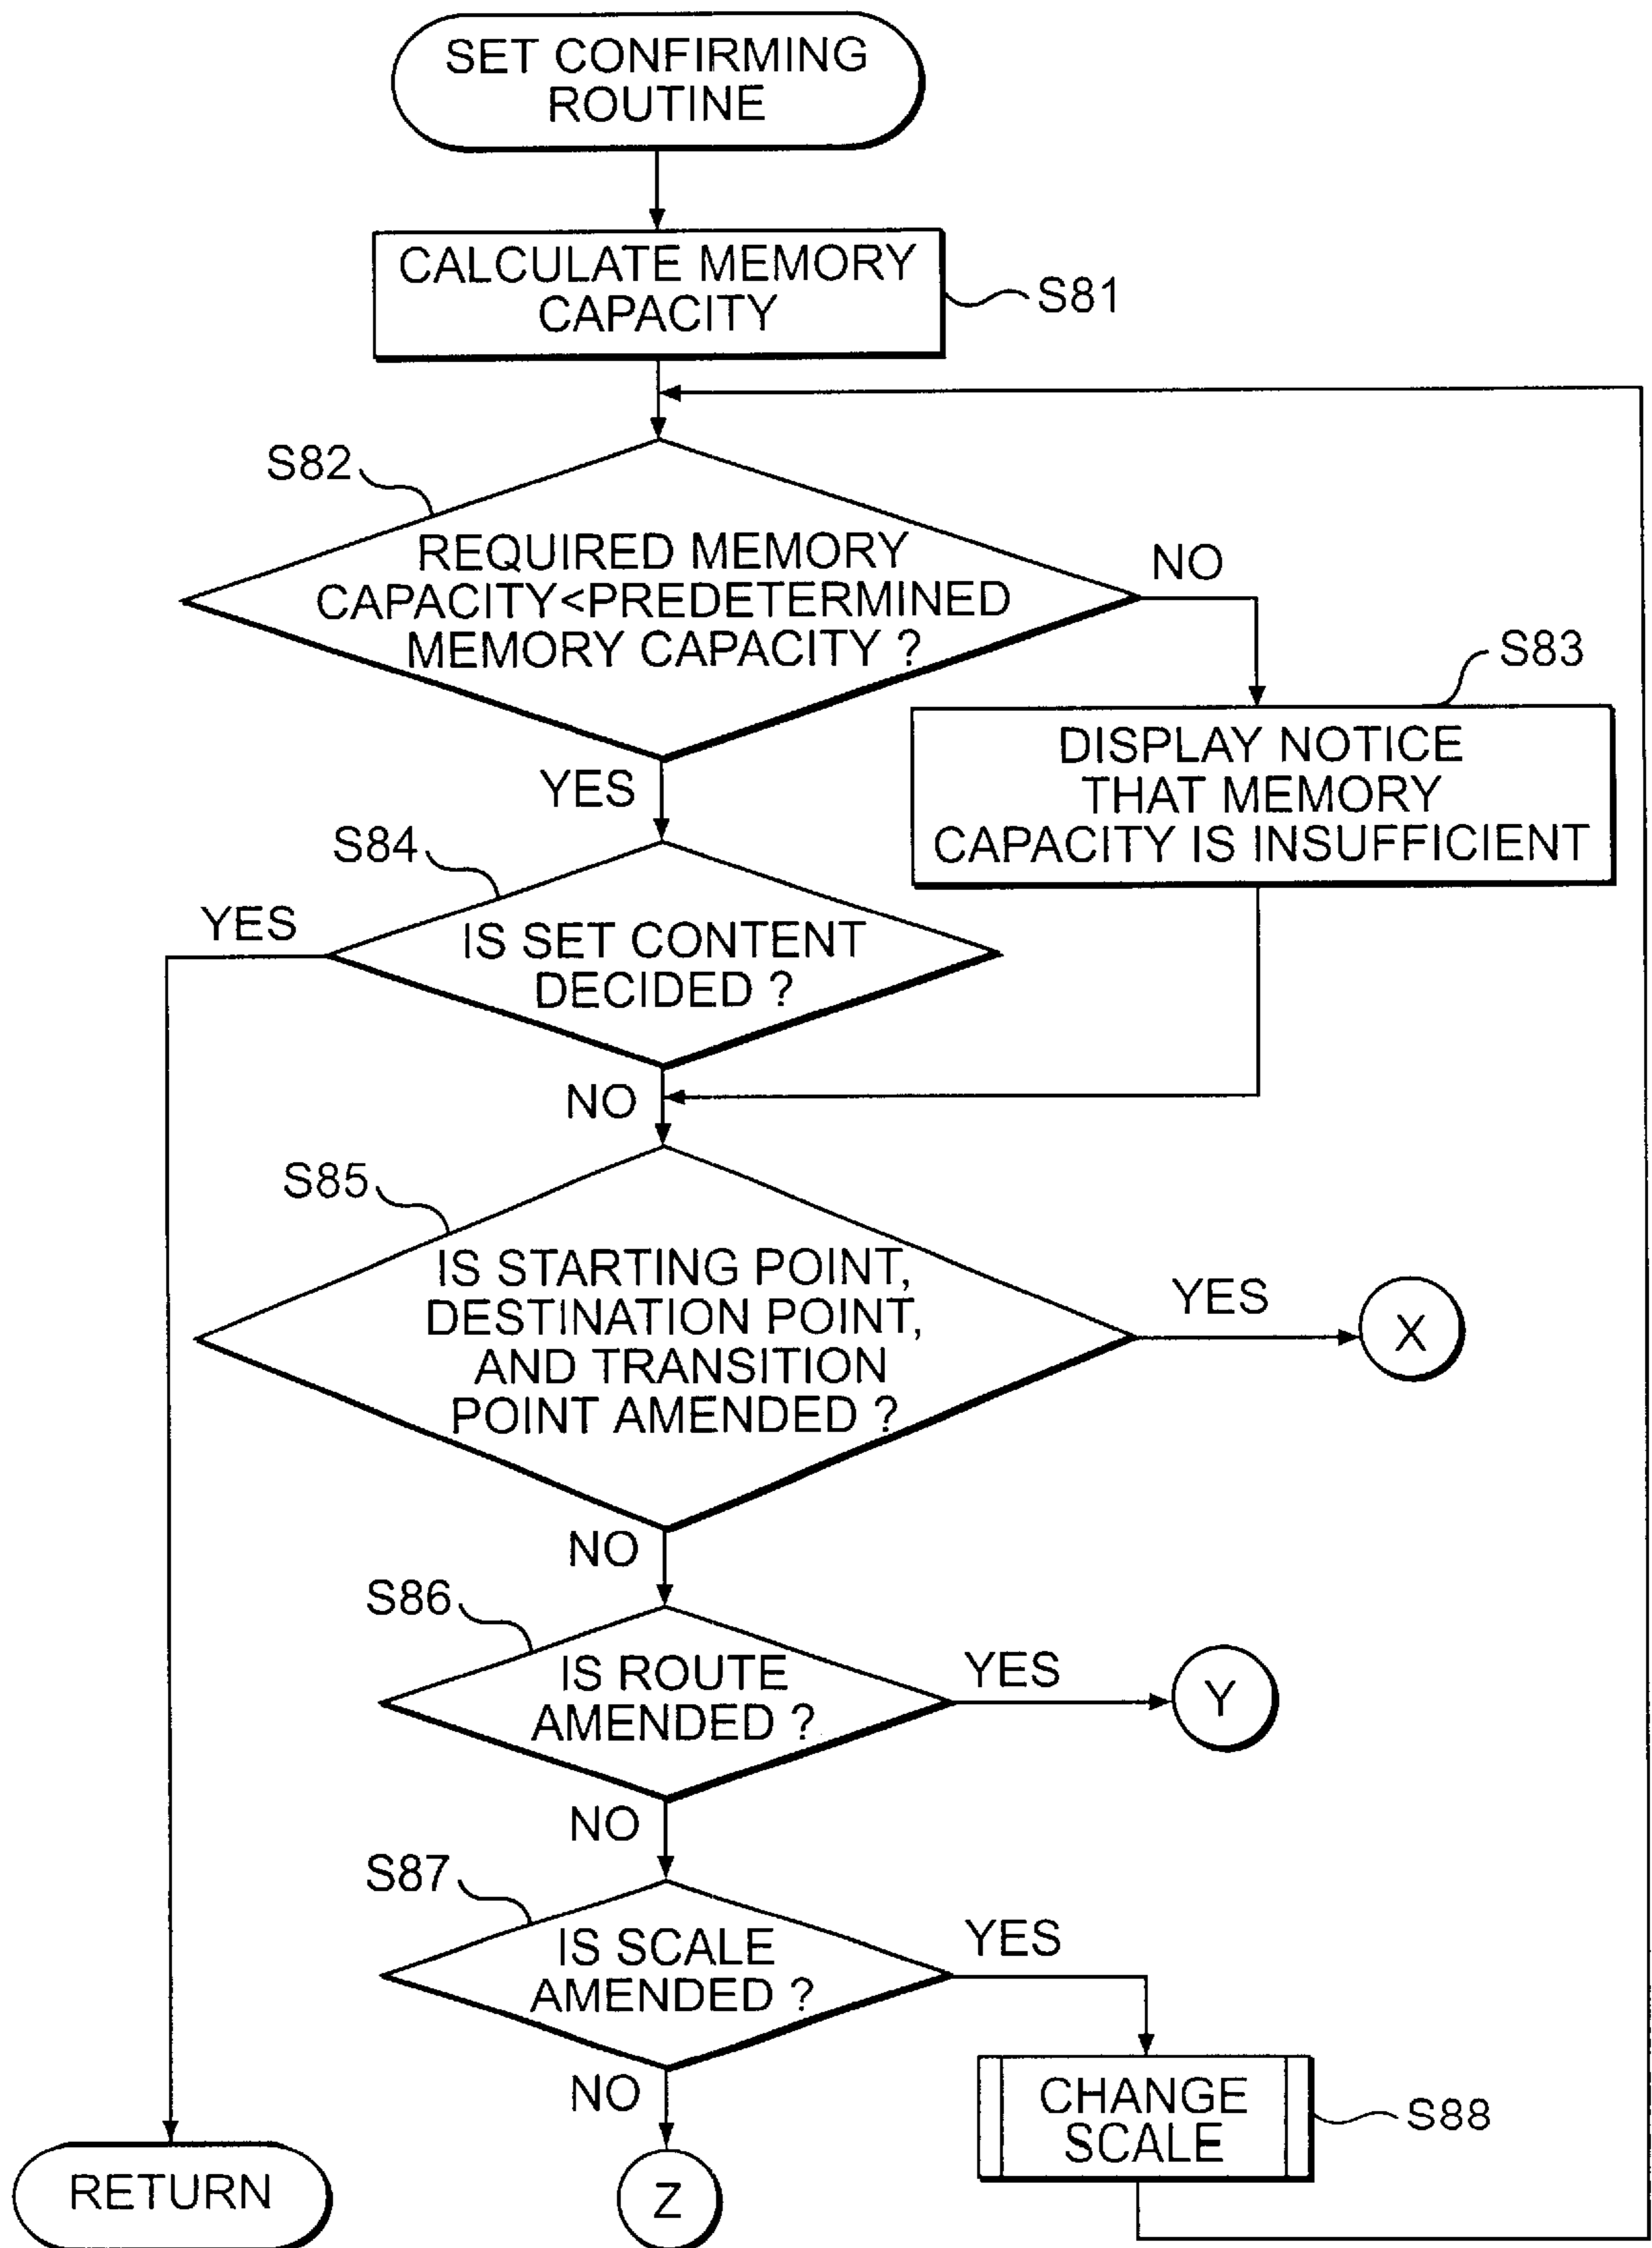 SET CONFIRMING
ROUTINE
CALCULATE MEMORY
CAPACITY
S81
S82
REQUIRED MEMORY
CAPACITY<PREDETERMINED
MEMORY CAPACITY ?
NO
S83
DISPLAY NOTICE
THAT MEMORY
CAPACITY IS INSUFFICIENT
YES
S84
YES
IS SET CONTENT
DECIDED ?
NO
S85
IS STARTING POINT,
DESTINATION POINT,
AND TRANSITION
POINT AMENDED ?
YES
X
NO
S86
IS ROUTE
AMENDED ?
YES
Y
NO
S87
IS SCALE
AMENDED ?
YES
NO
CHANGE
SCALE
S88
RETURN
Z